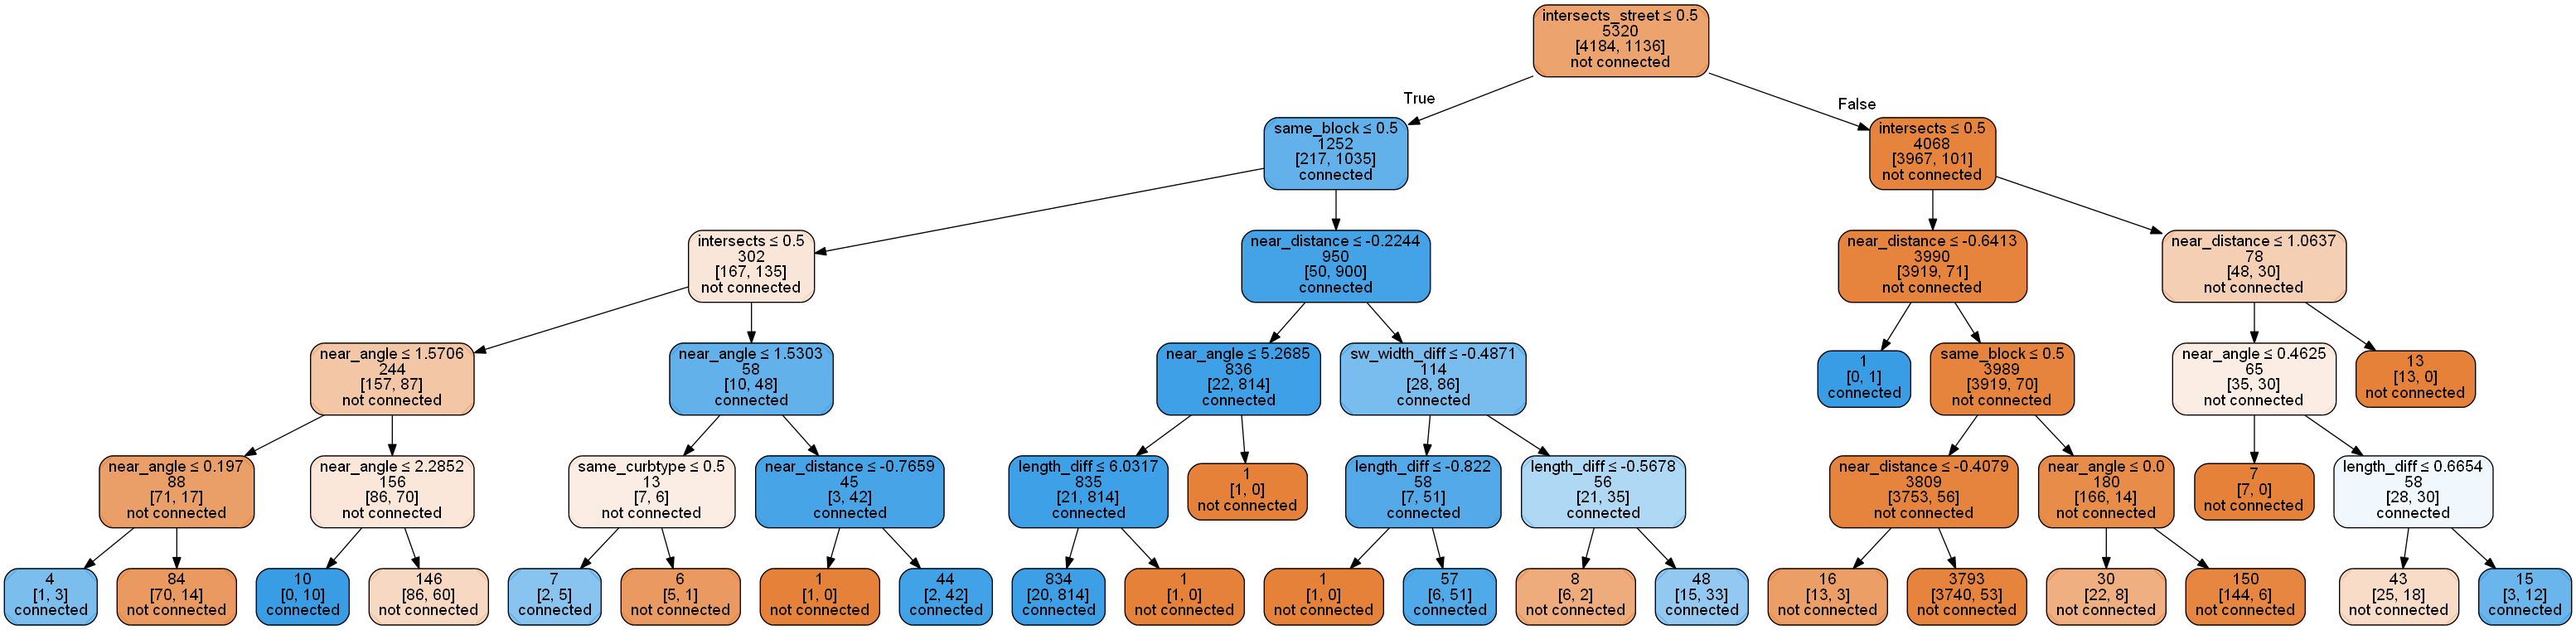 intersects_street ≤ 0.5
5320
[4184, 1136]
not connected
True
False
same_block ≤ 0.5
1252
[217, 1035]
connected
intersects ≤ 0.5
4068
[3967, 101]
not connected
intersects ≤ 0.5
302
[167, 135]
not connected
near_distance ≤ -0.2244
950
[50, 900]
connected
near_distance ≤ -0.6413
3990
[3919, 71]
not connected
near_distance ≤ 1.0637
78
[48, 30]
not connected
near_angle ≤ 1.5706
244
[157, 87]
not connected
near_angle ≤ 1.5303
58
[10, 48]
connected
near_angle ≤ 5.2685
836
[22, 814]
connected
sw_width_diff ≤ -0.4871
114
[28, 86]
connected
1
[0, 1]
connected
same_block ≤ 0.5
3989
[3919, 70]
not connected
near_angle ≤ 0.4625
65
[35, 30]
not connected
13
[13, 0]
not connected
near_angle ≤ 0.197
88
[71, 17]
not connected
near_angle ≤ 2.2852
156
[86, 70]
not connected
same_curbtype ≤ 0.5
13
[7, 6]
not connected
near_distance ≤ -0.7659
45
[3, 42]
connected
length_diff ≤ 6.0317
835
[21, 814]
connected
1
[1, 0]
not connected
length_diff ≤ -0.822
58
[7, 51]
connected
length_diff ≤ -0.5678
56
[21, 35]
connected
near_distance ≤ -0.4079
3809
[3753, 56]
not connected
near_angle ≤ 0.0
180
[166, 14]
not connected
7
[7, 0]
not connected
length_diff ≤ 0.6654
58
[28, 30]
connected
4
[1, 3]
connected
84
[70, 14]
not connected
10
[0, 10]
connected
146
[86, 60]
not connected
7
[2, 5]
connected
6
[5, 1]
not connected
1
[1, 0]
not connected
44
[2, 42]
connected
834
[20, 814]
connected
1
[1, 0]
not connected
1
[1, 0]
not connected
57
[6, 51]
connected
8
[6, 2]
not connected
48
[15, 33]
connected
16
[13, 3]
not connected
3793
[3740, 53]
not connected
30
[22, 8]
not connected
150
[144, 6]
not connected
43
[25, 18]
not connected
15
[3, 12]
connected